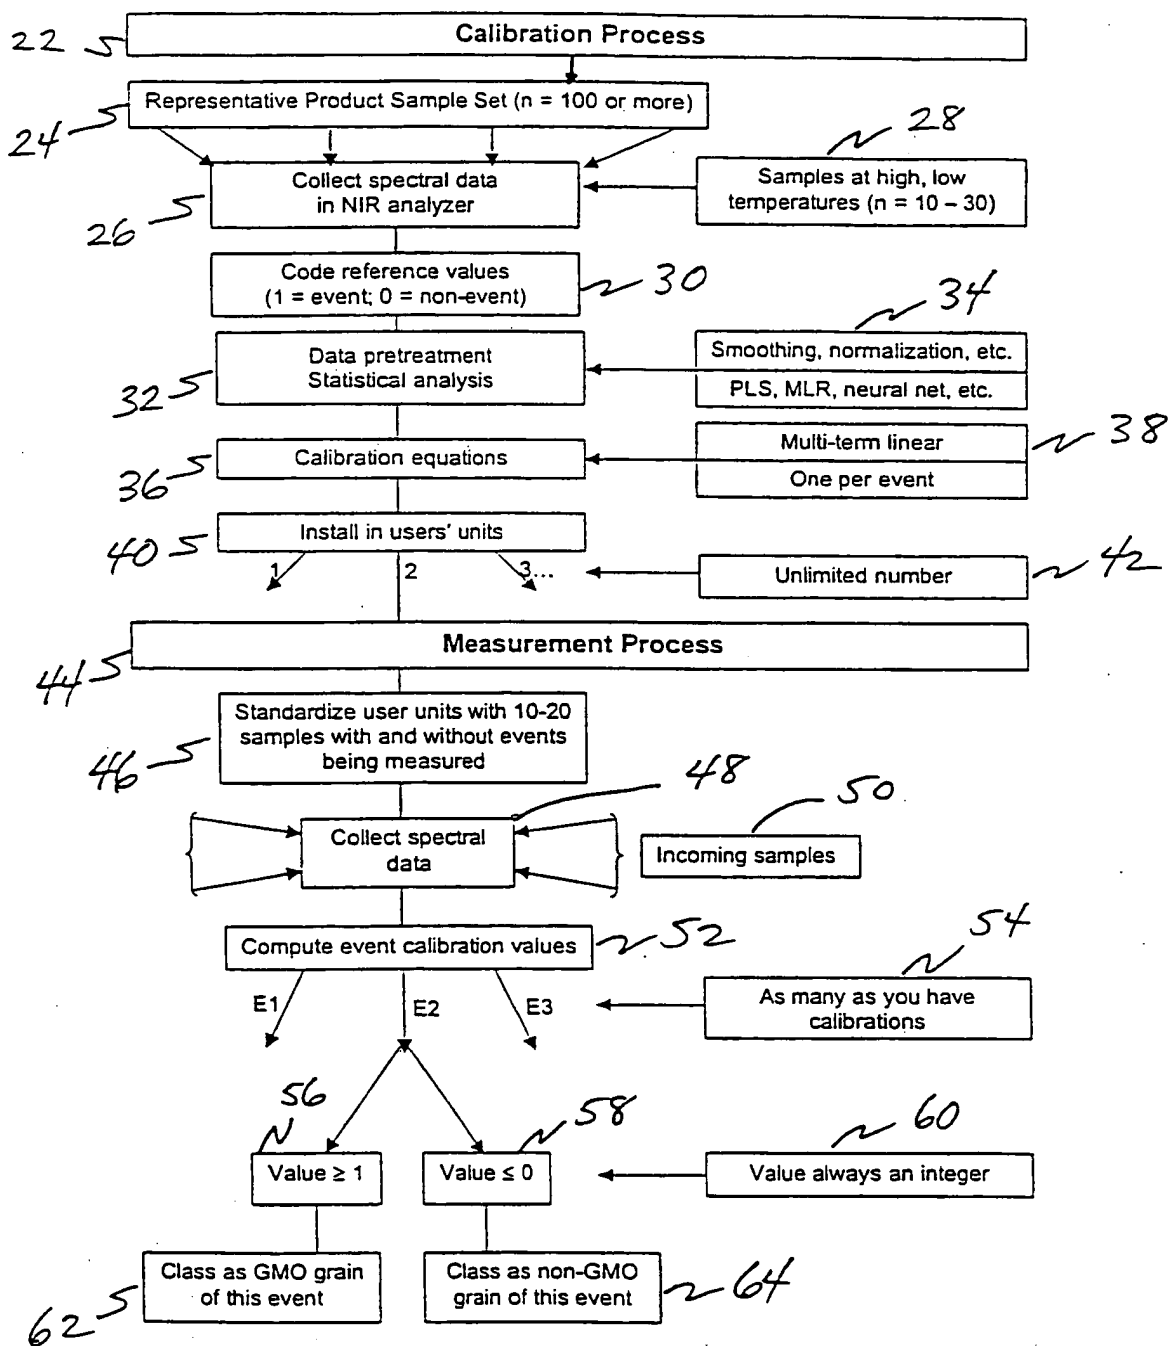 22
Calibration Process
Representative Product Sample Set (n = 100 or more)
24
28
Collect spectral data
in NIR analyzer
Samples at high, low
temperatures (n = 10 – 30)
26
Code reference values
(1 = event; 0 = non-event)
30
34
Data pretreatment
Statistical analysis
Smoothing, normalization, etc.
PLS, MLR, neural net, etc.
32
Calibration equations
Multi-term linear
One per event
38
36
Install in users' units
40
1
2
3...
Unlimited number
42
Measurement Process
44
Standardize user units with 10-20
samples with and without events
being measured
46
48
50
Collect spectral
data
Incoming samples
Compute event calibration values
52
54
E1
E2
E3
As many as you have
calibrations
56
58
60
Value ≥ 1
Value ≤ 0
Value always an integer
Class as GMO grain
of this event
Class as non-GMO
grain of this event
62
64